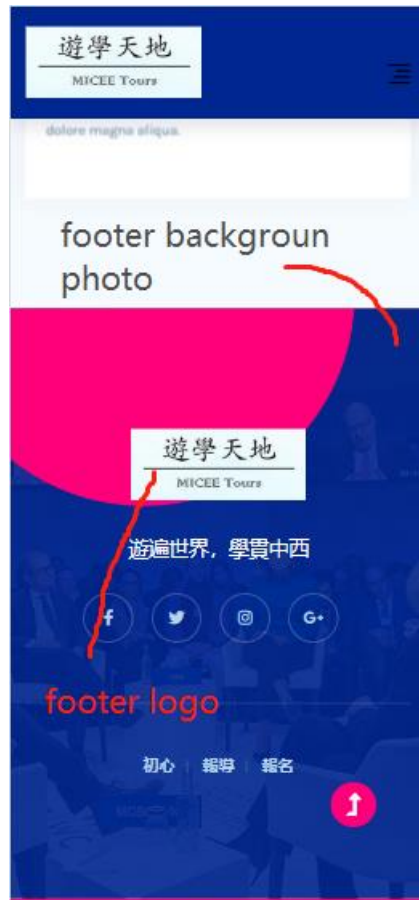 遊學天地
MICEE Tours
dolore magna aliqua.
footer backgroun
photo
遊學天地
MICEE Tours
遊遍世界，學貫中西
f
G+
footer logo
初心 | 報導 | 報名